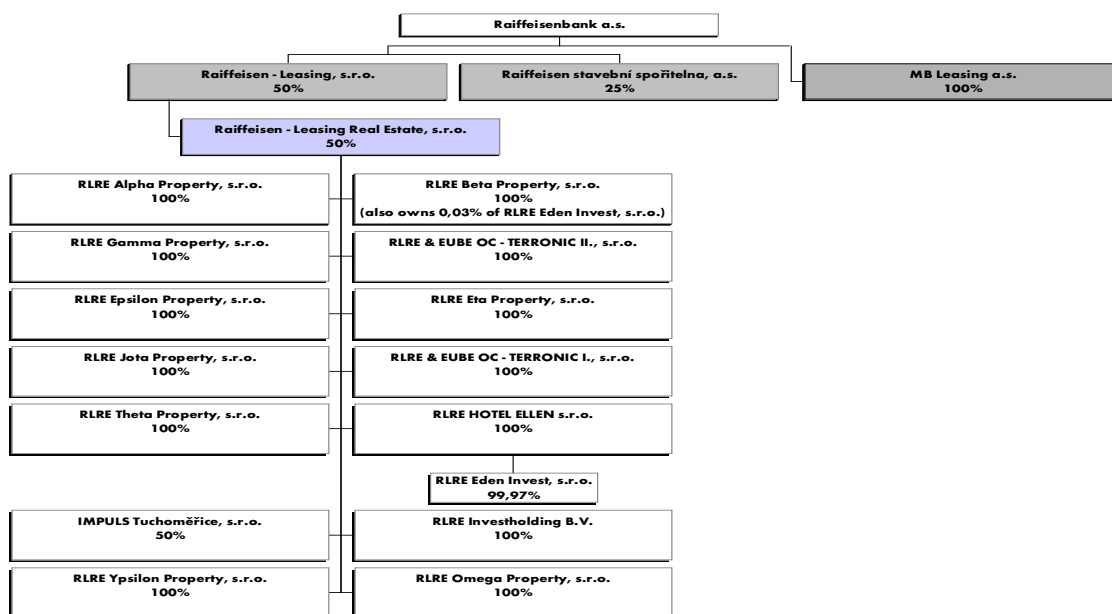 Raiffeisenbank a.s.
Raiffeisen - Leasing, s.r.o.
50%
Raiffeisen stavební spořitelna, a.s.
25%
MB Leasing a.s.
100%
Raiffeisen - Leasing Real Estate, s.r.o.
50%
RLRE Alpha Property, s.r.o.
100%
RLRE Beta Property, s.r.o.
100%
(also owns 0,03% of RLRE Eden Invest, s.r.o.)
RLRE Gamma Property, s.r.o.
100%
RLRE & EUBE OC - TERRONIC II., s.r.o.
100%
RLRE Epsilon Property, s.r.o.
100%
RLRE Eta Property, s.r.o.
100%
RLRE Jota Property, s.r.o.
100%
RLRE & EUBE OC - TERRONIC I., s.r.o.
100%
RLRE Theta Property, s.r.o.
100%
RLRE HOTEL ELLEN s.r.o.
100%
RLRE Eden Invest, s.r.o.
99,97%
IMPULS Tuchoměřice, s.r.o.
50%
RLRE Investholding B.V.
100%
RLRE Ypsilon Property, s.r.o.
100%
RLRE Omega Property, s.r.o.
100%